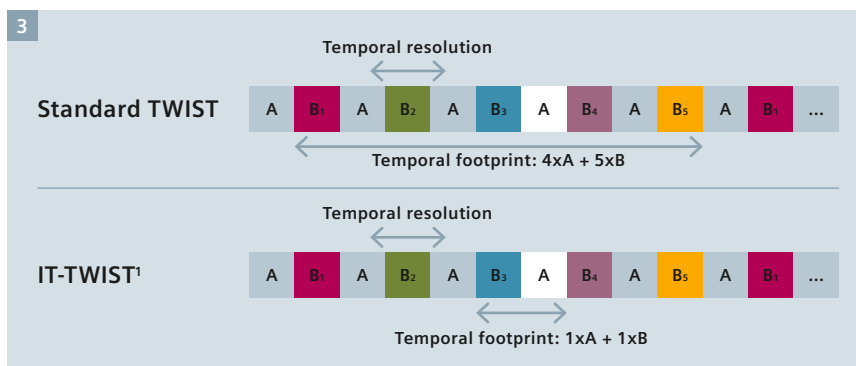 3
Temporal resolution
Standard TWIST
A B₁ A B₂ A B₃ A B₄ A B₅ A B₁ ...
Temporal footprint: 4xA + 5xB
Temporal resolution
IT-TWIST¹
A B₁ A B₂ A B₃ A B₄ A B₅ A B₁ ...
Temporal footprint: 1xA + 1xB